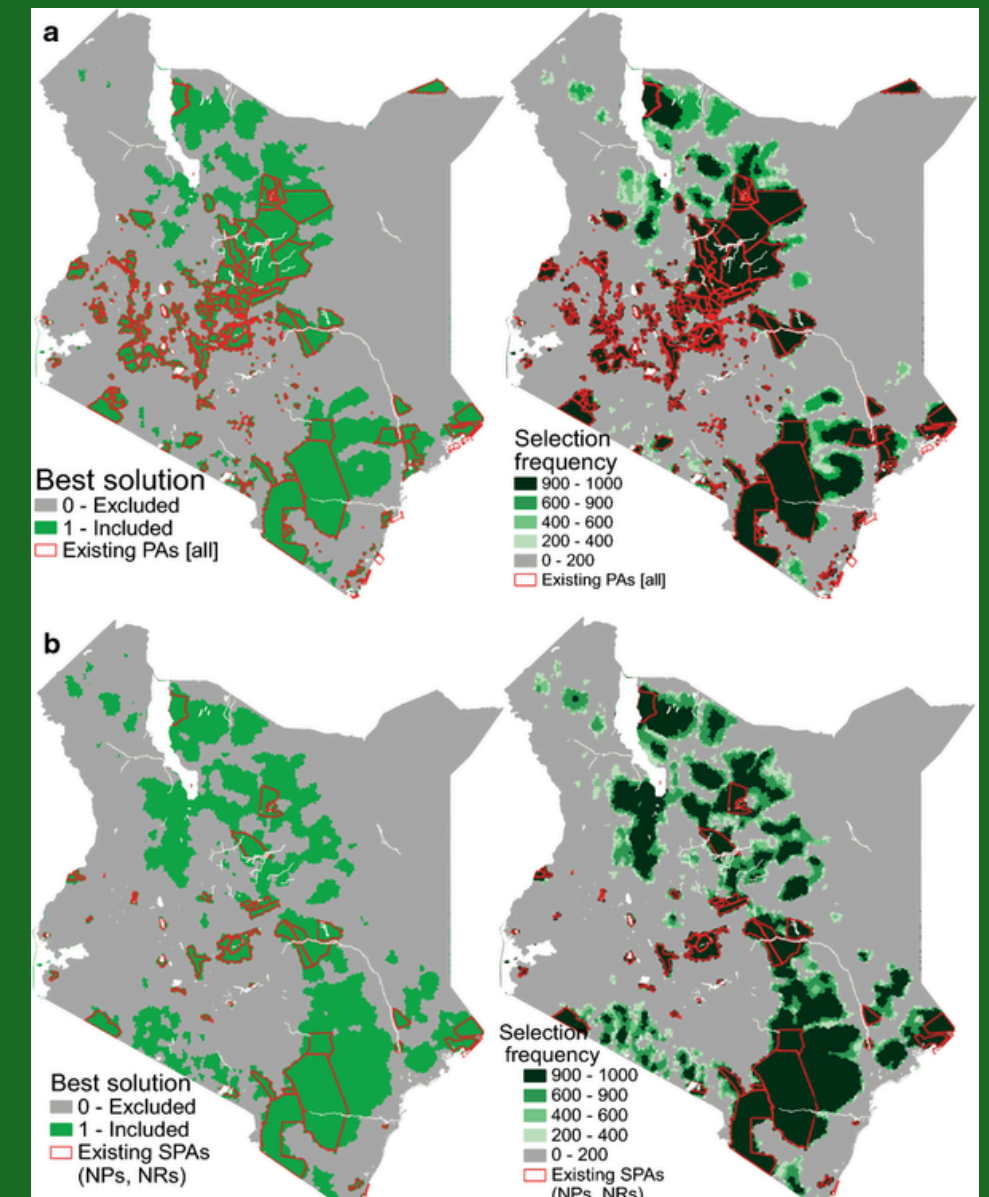 a
Best solution
0 - Excluded
1 - Included
Existing PAs [all]
Selection
frequency
900 - 1000
600 - 900
400 - 600
200 - 400
0 - 200
Existing PAs [all]
b
Best solution
0 - Excluded
1 - Included
Existing SPAs
(NPs, NRs)
Selection
frequency
900 - 1000
600 - 900
400 - 600
200 - 400
0 - 200
Existing SPAs
(NPs, NRs)